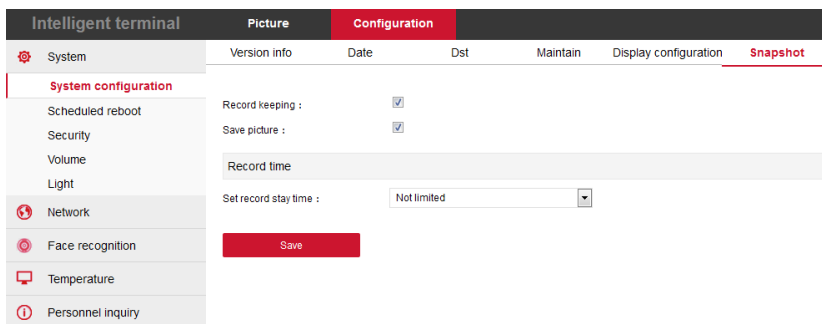 Intelligent terminal Picture Configuration
System Version info Date Dst Maintain Display configuration Snapshot
System configuration
Scheduled reboot
Security
Volume
Light
Network
Face recognition
Temperature
Personnel inquiry
Record keeping :
Save picture :
Record time
Set record stay time : Not limited
Save